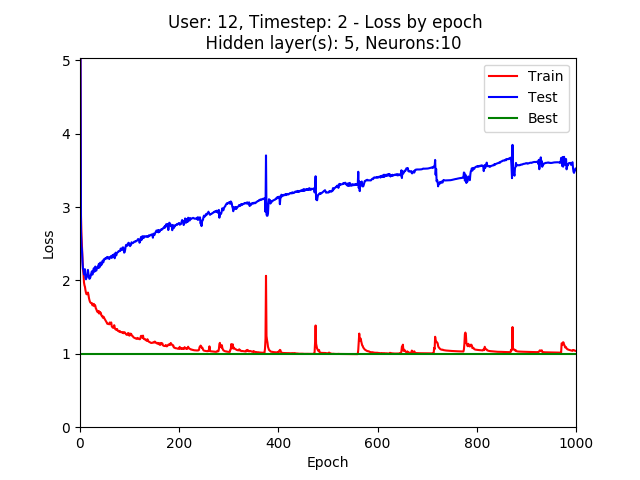 User: 12, Timestep: 2 - Loss by epoch
Hidden layer(s): 5, Neurons:10
Train
Test
Best
Loss
5
4
3
2
1
0
0 200 400 600 800 1000
Epoch